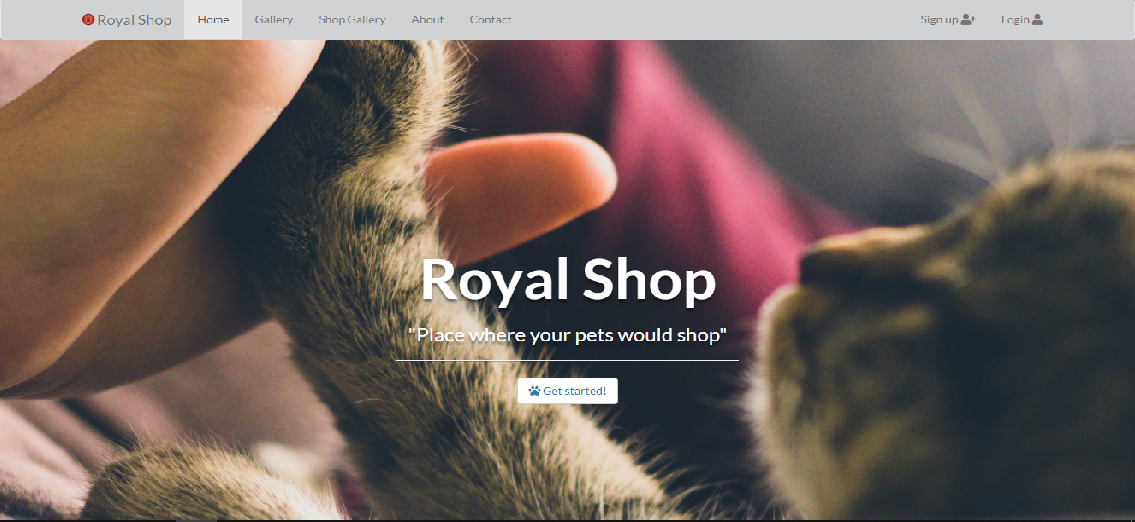 Royal Shop Home Gallery Shop Gallery About Contact Sign up Login
Royal Shop
"Place where your pets would shop"
Get started!